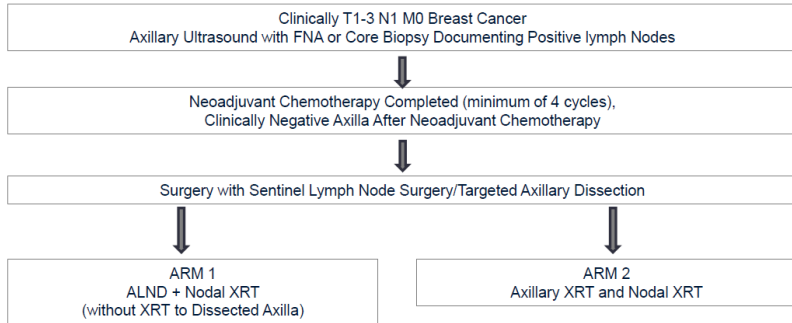 Clinically T1-3 N1 M0 Breast Cancer
Axillary Ultrasound with FNA or Core Biopsy Documenting Positive lymph Nodes
Neoadjuvant Chemotherapy Completed (minimum of 4 cycles),
Clinically Negative Axilla After Neoadjuvant Chemotherapy
Surgery with Sentinel Lymph Node Surgery/Targeted Axillary Dissection
ARM 1
ALND + Nodal XRT
(without XRT to Dissected Axilla)
ARM 2
Axillary XRT and Nodal XRT